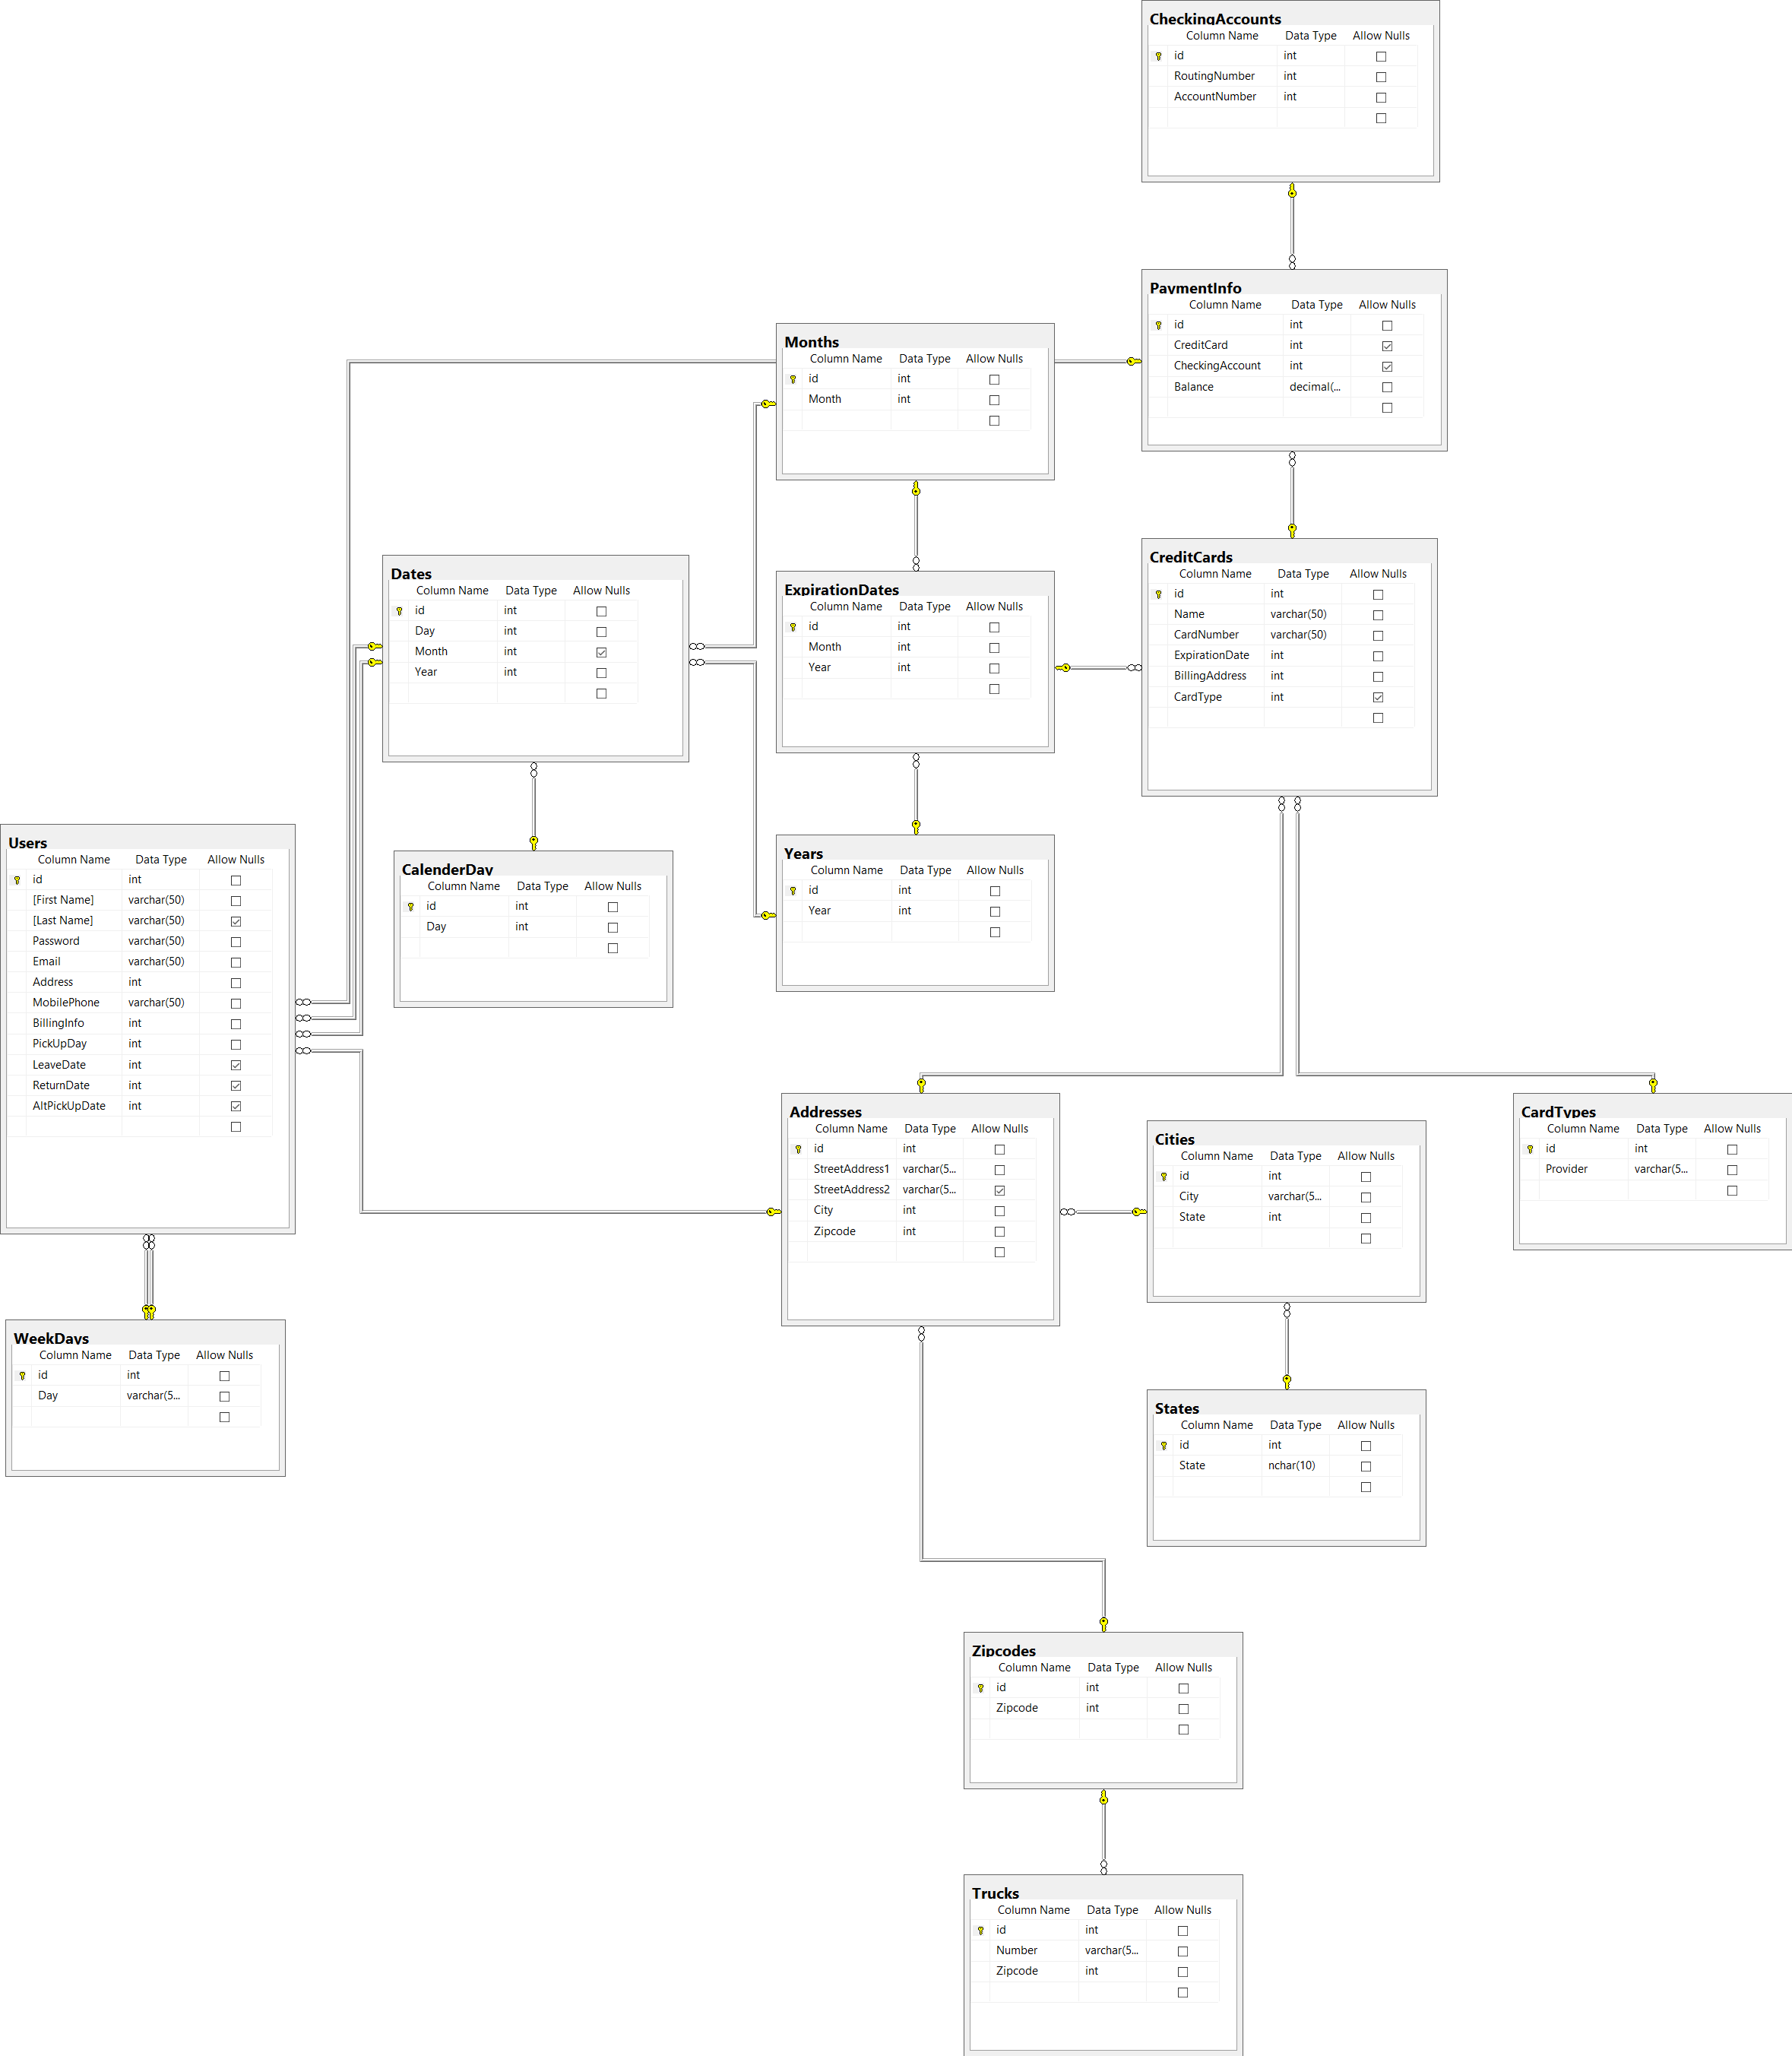 CheckingAccounts
Column Name Data Type Allow Nulls
id int
RoutingNumber int
AccountNumber int
PaymentInfo
Column Name Data Type Allow Nulls
id int
CreditCard int
CheckingAccount int
Balance decimal(...
Months
Column Name Data Type Allow Nulls
id int
Month int
CreditCards
Column Name Data Type Allow Nulls
id int
Name varchar(50)
CardNumber varchar(50)
ExpirationDate int
BillingAddress int
CardType int
Dates
Column Name Data Type Allow Nulls
id int
Day int
Month int
Year int
ExpirationDates
Column Name Data Type Allow Nulls
id int
Month int
Year int
Users
Column Name Data Type Allow Nulls
id int
[First Name] varchar(50)
[Last Name] varchar(50)
Password varchar(50)
Email varchar(50)
Address int
MobilePhone varchar(50)
BillingInfo int
PickUpDay int
LeaveDate int
ReturnDate int
AltPickUpDate int
CalenderDay
Column Name Data Type Allow Nulls
id int
Day int
Years
Column Name Data Type Allow Nulls
id int
Year int
Addresses
Column Name Data Type Allow Nulls
id int
StreetAddress1 varchar(5...
StreetAddress2 varchar(5...
City int
Zipcode int
Cities
Column Name Data Type Allow Nulls
id int
City varchar(5...
State int
CardTypes
Column Name Data Type Allow Nulls
id int
Provider varchar(5...
WeekDays
Column Name Data Type Allow Nulls
id int
Day varchar(5...
States
Column Name Data Type Allow Nulls
id int
State nchar(10)
Zipcodes
Column Name Data Type Allow Nulls
id int
Zipcode int
Trucks
Column Name Data Type Allow Nulls
id int
Number varchar(5...
Zipcode int